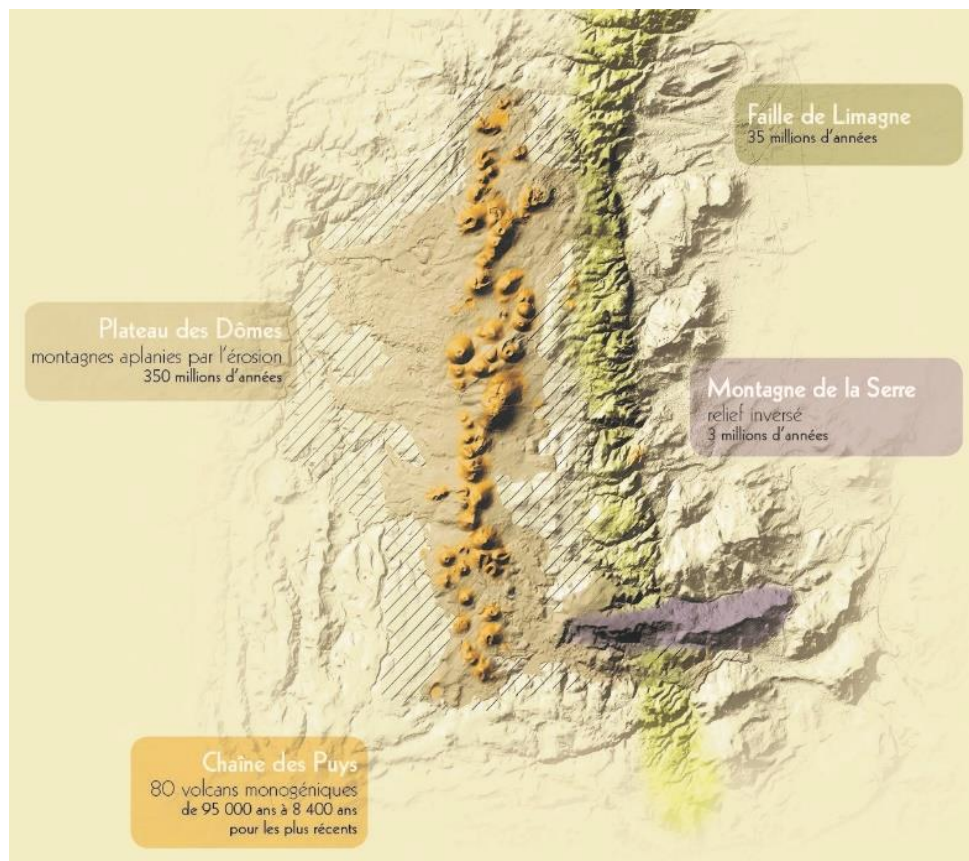 Faille de Limagne
35 millions d'années
Plateau des Dômes
montagnes aplanies par l'érosion
350 millions d'années
Montagne de la Serre
relief inversé
3 millions d'années
Chaîne des Puys
80 volcans monogéniques
de 95 000 ans à 8 400 ans
pour les plus récents